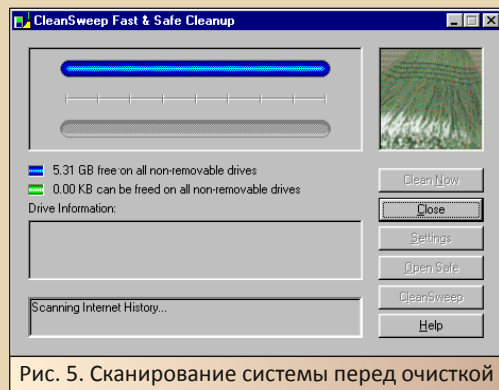 CleanSweep Fast & Safe Cleanup
5.31 GB free on all non-removable drives
0.00 KB can be freed on all non-removable drives
Drive Information:
Scanning Internet History...
Clean Now
Close
Settings
Open Safe
CleanSweep
Help
Рис. 5. Сканирование системы перед очисткой